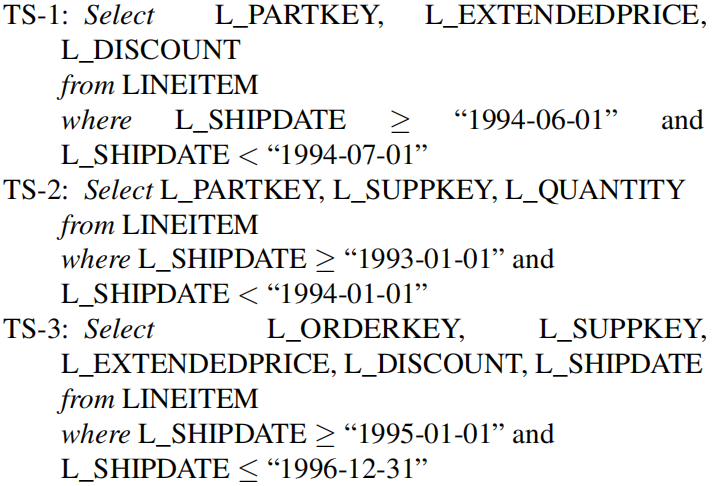 TS-1: Select L_PARTKEY, L_EXTENDEDPRICE,
L_DISCOUNT
from LINEITEM
where L_SHIPDATE ≥ “1994-06-01” and
L_SHIPDATE < “1994-07-01”
TS-2: Select L_PARTKEY, L_SUPPKEY, L_QUANTITY
from LINEITEM
where L_SHIPDATE ≥ “1993-01-01” and
L_SHIPDATE < “1994-01-01”
TS-3: Select L_ORDERKEY, L_SUPPKEY,
L_EXTENDEDPRICE, L_DISCOUNT, L_SHIPDATE
from LINEITEM
where L_SHIPDATE ≥ “1995-01-01” and
L_SHIPDATE ≤ “1996-12-31”